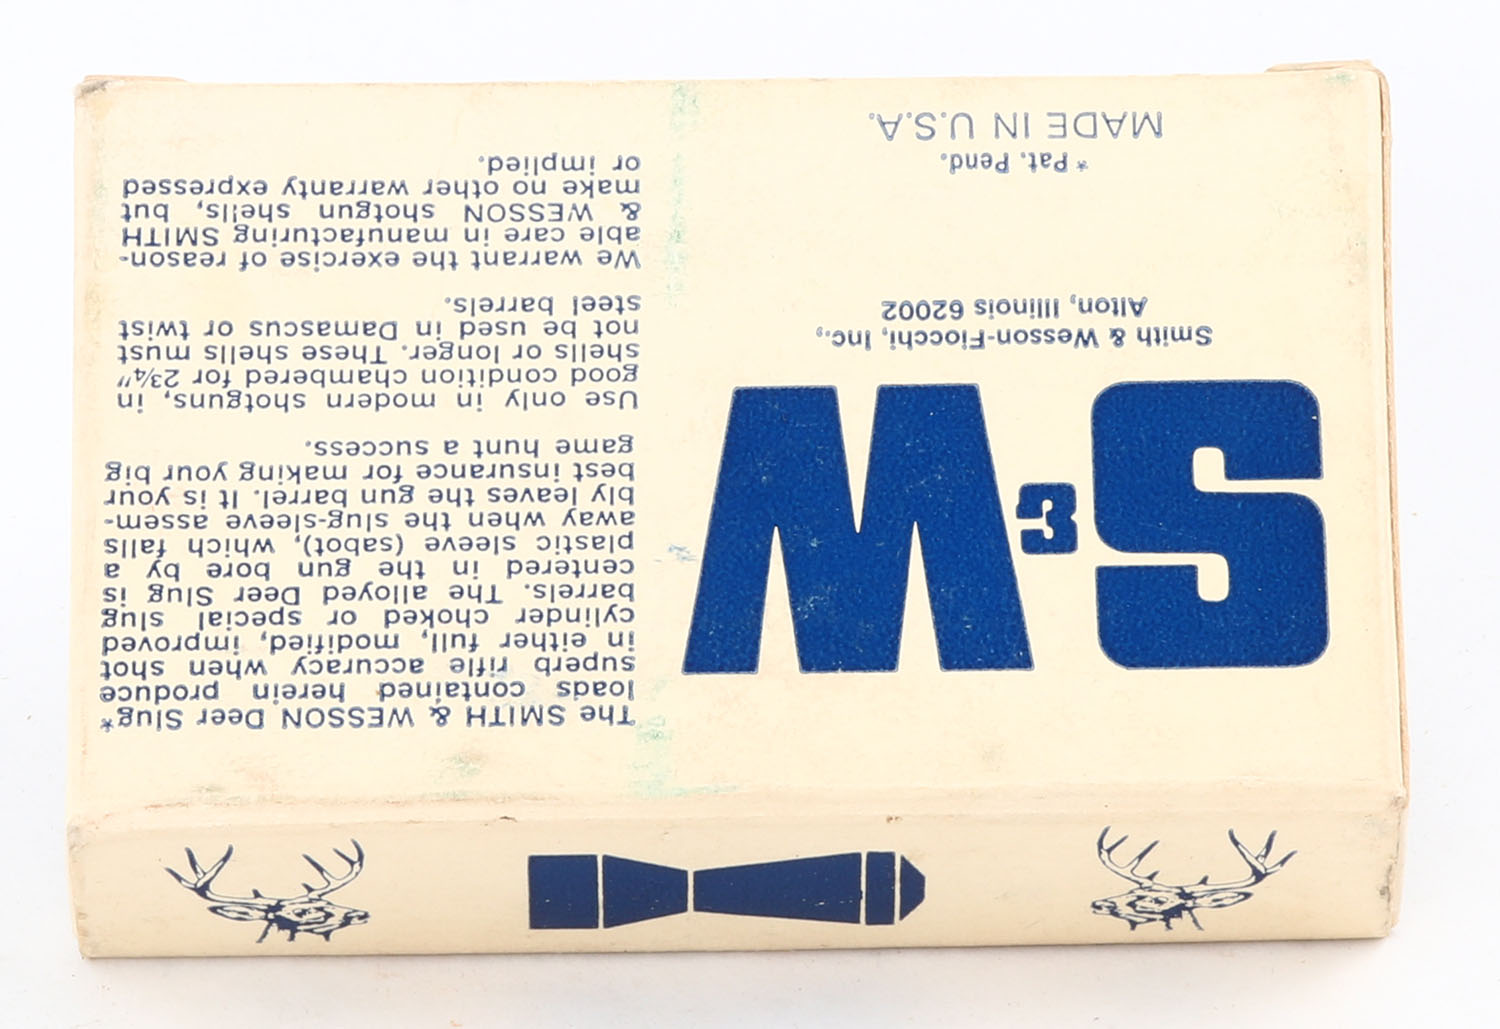 S&W
Smith & Wesson-Fiocchi, Inc.,
Alton, Illinois 62002
*Pat. Pend.
MADE IN U.S.A.
The SMITH & WESSON Deer Slug*
loads contained herein produce
superb rifle accuracy when shot
in either full, modified, improved
cylinder choked or special slug
barrels. The alloyed Deer Slug is
centered in the gun bore by a
plastic sleeve (sabot), which falls
away when the slug-sleeve assem-
bly leaves the gun barrel. It is your
best insurance for making your big
game hunt a success.
Use only in modern shotguns, in
good condition chambered for 2¾"
shells or longer. These shells must
not be used in Damascus or twist
steel barrels.
We warrant the exercise of reason-
able care in manufacturing SMITH
& WESSON shotgun shells, but
make no other warranty expressed
or implied.